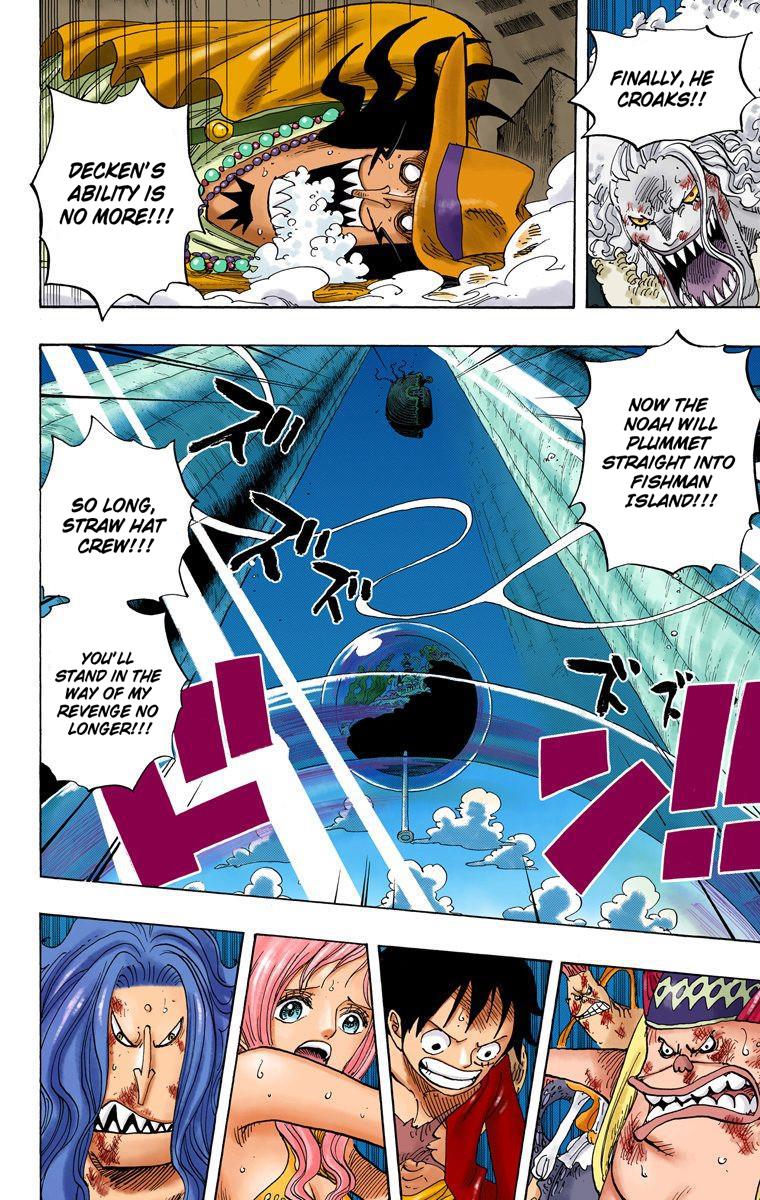 FINALLY, HE
CROAKS!!
DECKEN'S
ABILITY IS
NO MORE!!!
NOW THE
NOAH WILL
PLUMMET
STRAIGHT INTO
FISHMAN
ISLAND!!!
SO LONG,
STRAW HAT
CREW!!!
YOU'LL
STAND IN THE
WAY OF MY
REVENGE NO
LONGER!!!
ズズズズ
ズズ
ドン!!